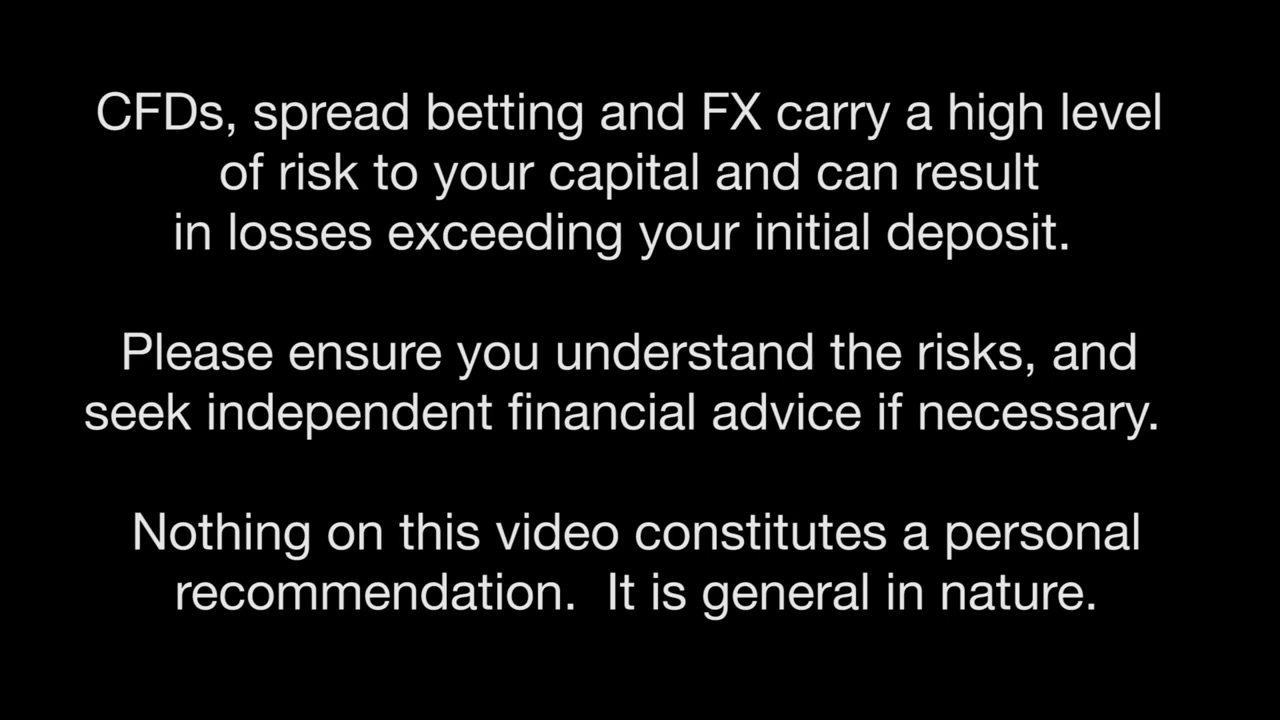 CFDs, spread betting and FX carry a high level
of risk to your capital and can result
in losses exceeding your initial deposit.
Please ensure you understand the risks, and
seek independent financial advice if necessary.
Nothing on this video constitutes a personal
recommendation.  It is general in nature.